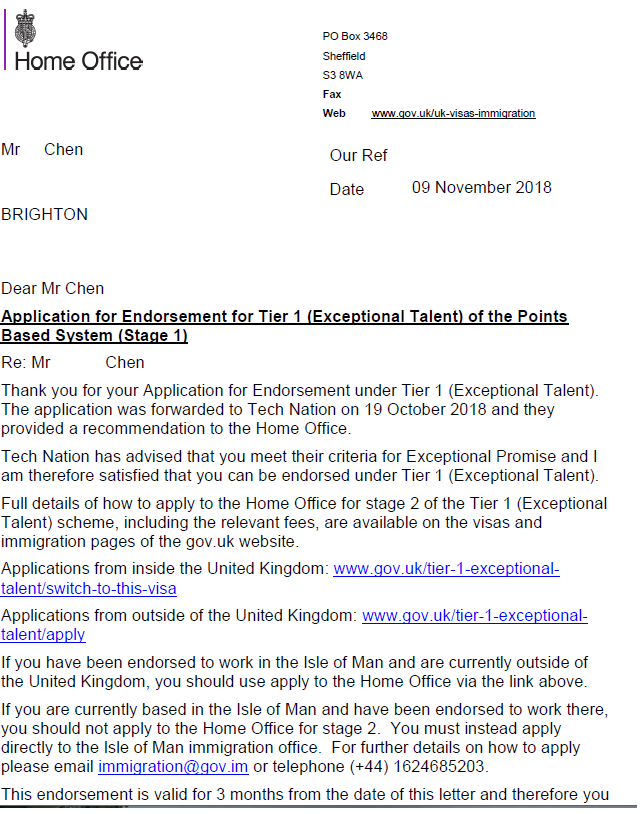 Home Office
PO Box 3468
Sheffield
S3 8WA
Fax
Web www.gov.uk/uk-visas-immigration
Mr Chen
Our Ref
Date 09 November 2018
BRIGHTON
Dear Mr Chen
Application for Endorsement for Tier 1 (Exceptional Talent) of the Points
Based System (Stage 1)
Re: Mr Chen
Thank you for your Application for Endorsement under Tier 1 (Exceptional Talent).
The application was forwarded to Tech Nation on 19 October 2018 and they
provided a recommendation to the Home Office.
Tech Nation has advised that you meet their criteria for Exceptional Promise and I
am therefore satisfied that you can be endorsed under Tier 1 (Exceptional Talent).
Full details of how to apply to the Home Office for stage 2 of the Tier 1 (Exceptional
Talent) scheme, including the relevant fees, are available on the visas and
immigration pages of the gov.uk website.
Applications from inside the United Kingdom: www.gov.uk/tier-1-exceptional-
talent/switch-to-this-visa
Applications from outside of the United Kingdom: www.gov.uk/tier-1-exceptional-
talent/apply
If you have been endorsed to work in the Isle of Man and are currently outside of
the United Kingdom, you should use apply to the Home Office via the link above.
If you are currently based in the Isle of Man and have been endorsed to work there,
you should not apply to the Home Office for stage 2.  You must instead apply
directly to the Isle of Man immigration office.  For further details on how to apply
please email immigration@gov.im or telephone (+44) 1624685203.
This endorsement is valid for 3 months from the date of this letter and therefore you